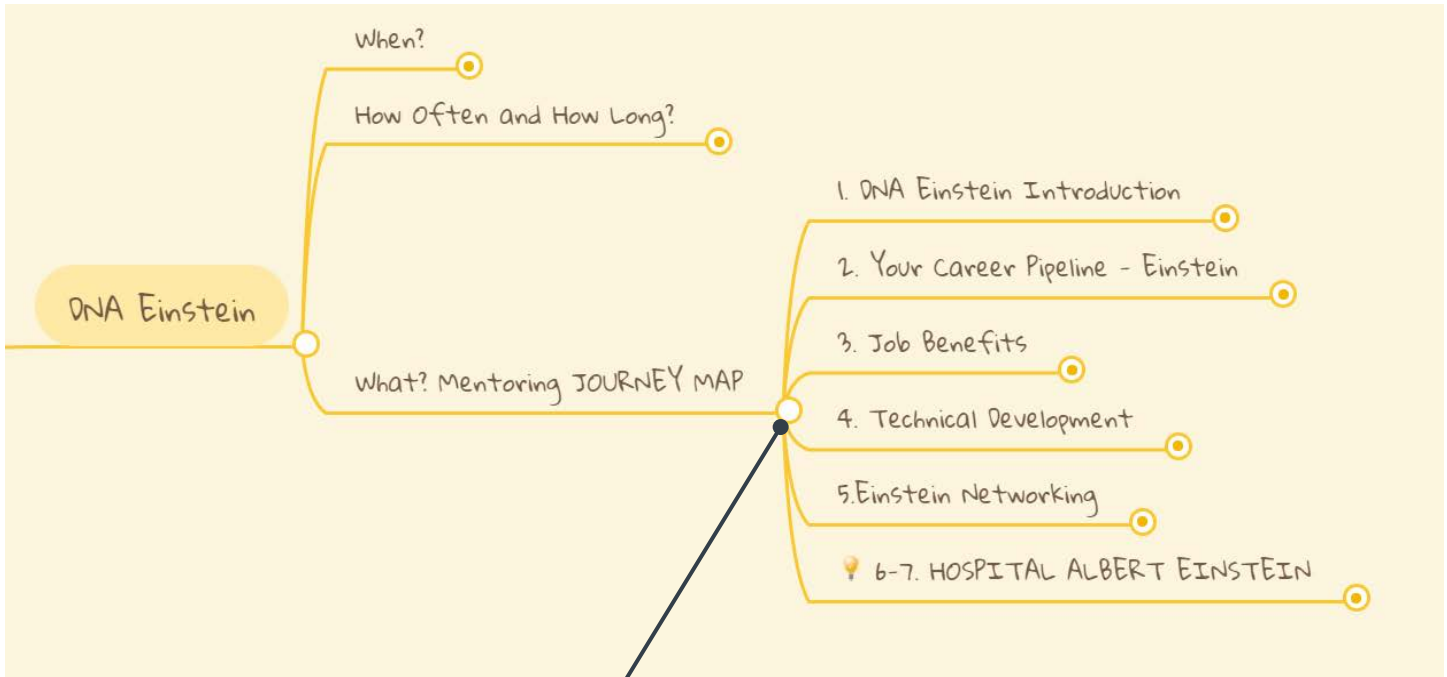 When?
How Often and How Long?
1. DNA Einstein Introduction
2. Your Career Pipeline - Einstein
DNA Einstein
3. Job Benefits
What? Mentoring JOURNEY MAP
4. Technical Development
5.Einstein Networking
6-7. HOSPITAL ALBERT EINSTEIN